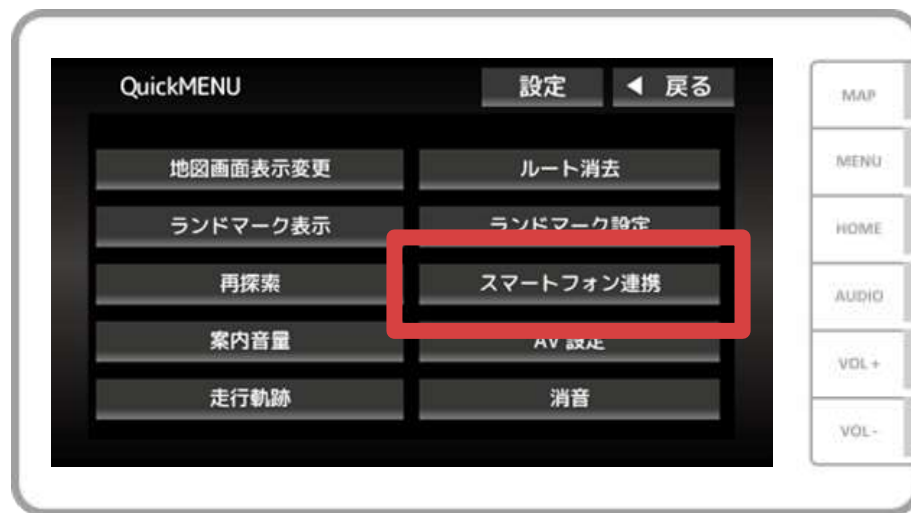 QuickMENU 設定 ◀ 戻る
地図画面表示変更 ルート消去
ランドマーク表示 ランドマーク設定
再探索 スマートフォン連携
案内音量 AV 設定
走行軌跡 消音
MAP
MENU
HOME
AUDIO
VOL+
VOL-